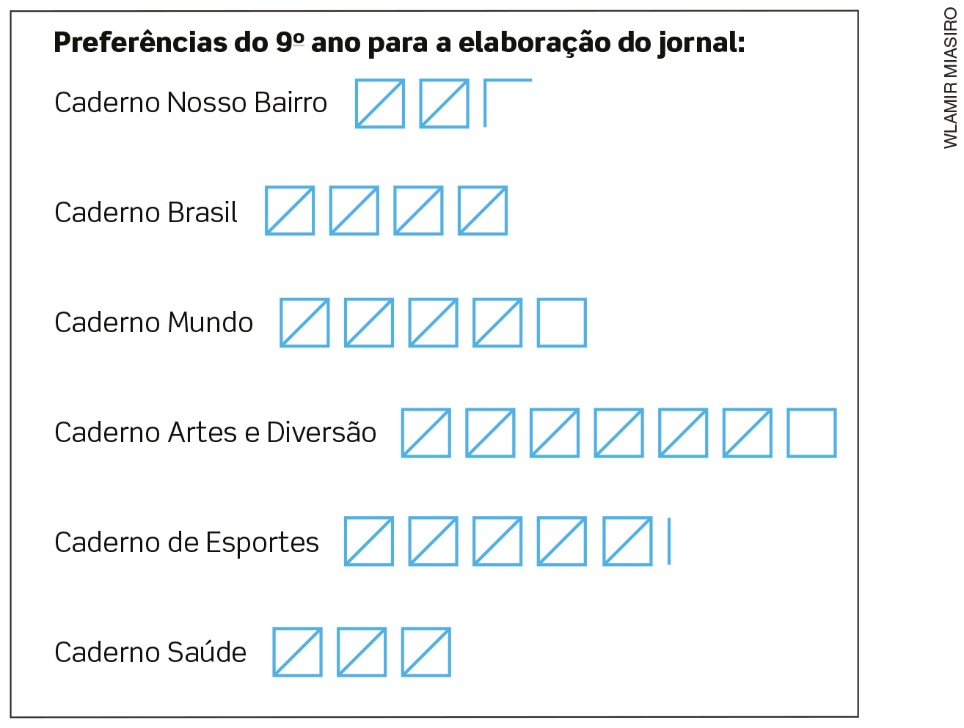 Preferências do 9º ano para a elaboração do jornal:
Caderno Nosso Bairro
Caderno Brasil
Caderno Mundo
Caderno Artes e Diversão
Caderno de Esportes
Caderno Saúde
WLAMIR MIASIRO